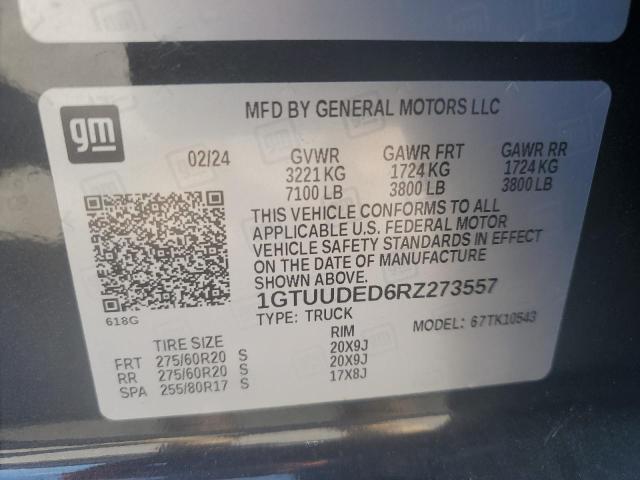 gm
MFD BY GENERAL MOTORS LLC
02/24 GVWR GAWR FRT GAWR RR
3221 KG 1724 KG 1724 KG
7100 LB 3800 LB 3800 LB
THIS VEHICLE CONFORMS TO ALL
APPLICABLE U.S. FEDERAL MOTOR
VEHICLE SAFETY STANDARDS IN EFFECT
ON THE DATE OF MANUFACTURE
SHOWN ABOVE.
1GTUUDED6RZ273557
618G
TYPE: TRUCK MODEL: 67TK10543
TIRE SIZE RIM
FRT 275/60R20 S 20X9J
RR 275/60R20 S 20X9J
SPA 255/80R17 S 17X8J